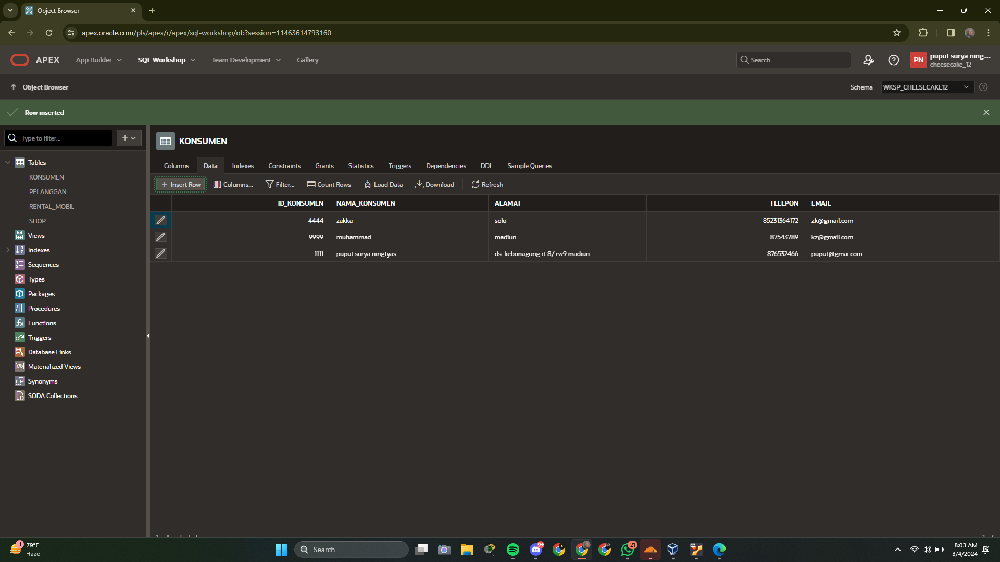 Object Browser
apex.oracle.com/pls/apex/r/apex/sql-workshop/ob?session=11463614793160
APEX
App Builder
SQL Workshop
Team Development
Gallery
Search
PN
puput surya ning...
cheesecake_12
Object Browser
Schema
WKSP_CHEESECAKE12
Row inserted
Type to filter...
KONSUMEN
Columns
Data
Indexes
Constraints
Grants
Statistics
Triggers
Dependencies
DDL
Sample Queries
Insert Row
Columns...
Filter...
Count Rows
Load Data
Download
Refresh
Tables
KONSUMEN
PELANGGAN
RENTAL_MOBIL
SHOP
Views
Indexes
Sequences
Types
Packages
Procedures
Functions
Triggers
Database Links
Materialized Views
Synonyms
SODA Collections
ID_KONSUMEN NAMA_KONSUMEN ALAMAT TELEPON EMAIL
4444 zakka solo 85231364172 zk@gmail.com
9999 muhammad madiun 87543789 kz@gmail.com
1111 puput surya ningtyas ds. kebonagung rt 8/ rw9 madiun 876532466 puput@gmai.com
1 cells selected
1
79°F
Haze
Search
9+
21
8:03 AM
3/4/2024